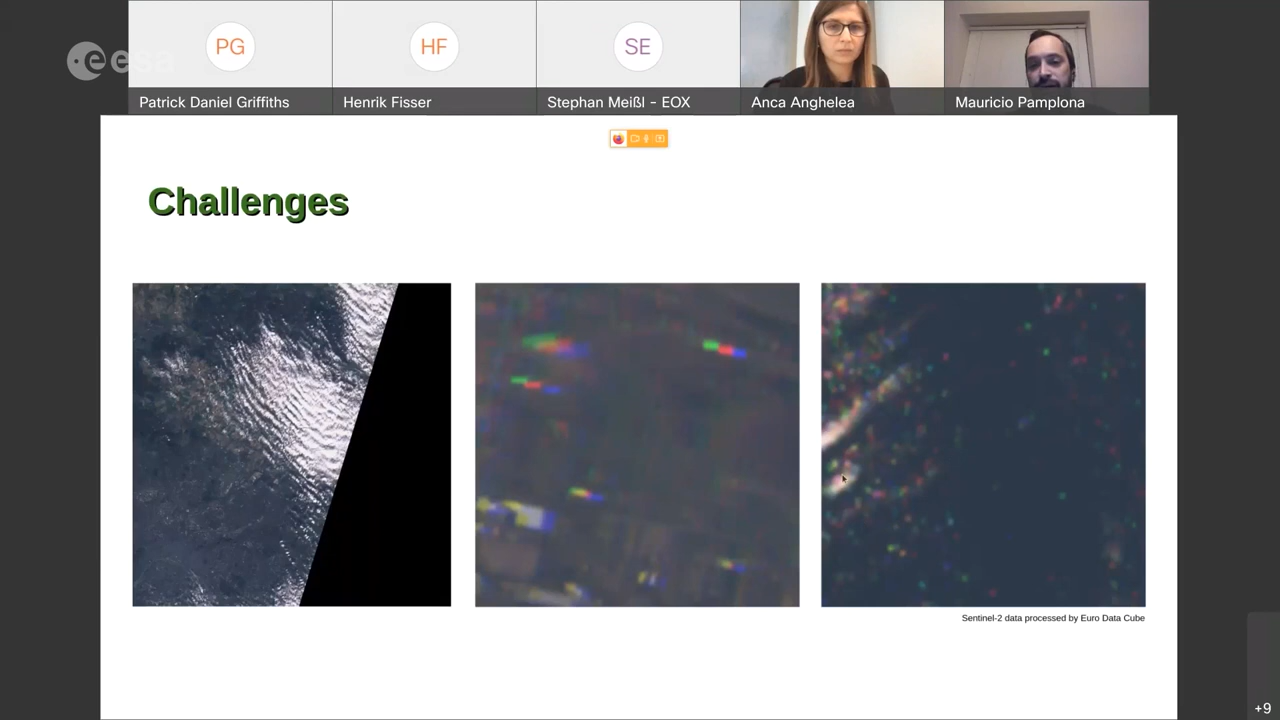 PG
HF
SE
esa
Patrick Daniel Griffiths
Henrik Fisser
Stephan Meißl - EOX
Anca Anghelea
Mauricio Pamplona
Challenges
Sentinel-2 data processed by Euro Data Cube
+9